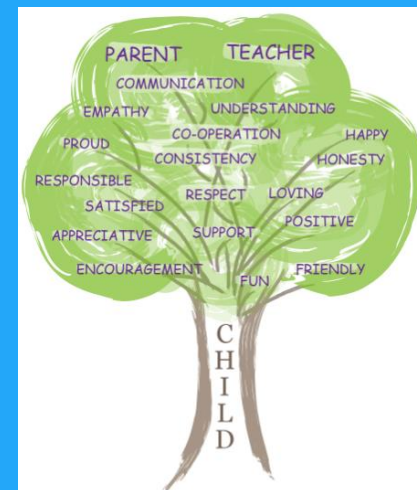 PARENT TEACHER
COMMUNICATION
EMPATHY UNDERSTANDING
PROUD CO-OPERATION HAPPY
CONSISTENCY HONESTY
RESPONSIBLE RESPECT LOVING
SATISFIED POSITIVE
APPRECIATIVE SUPPORT
ENCOURAGEMENT FUN FRIENDLY
CHILD